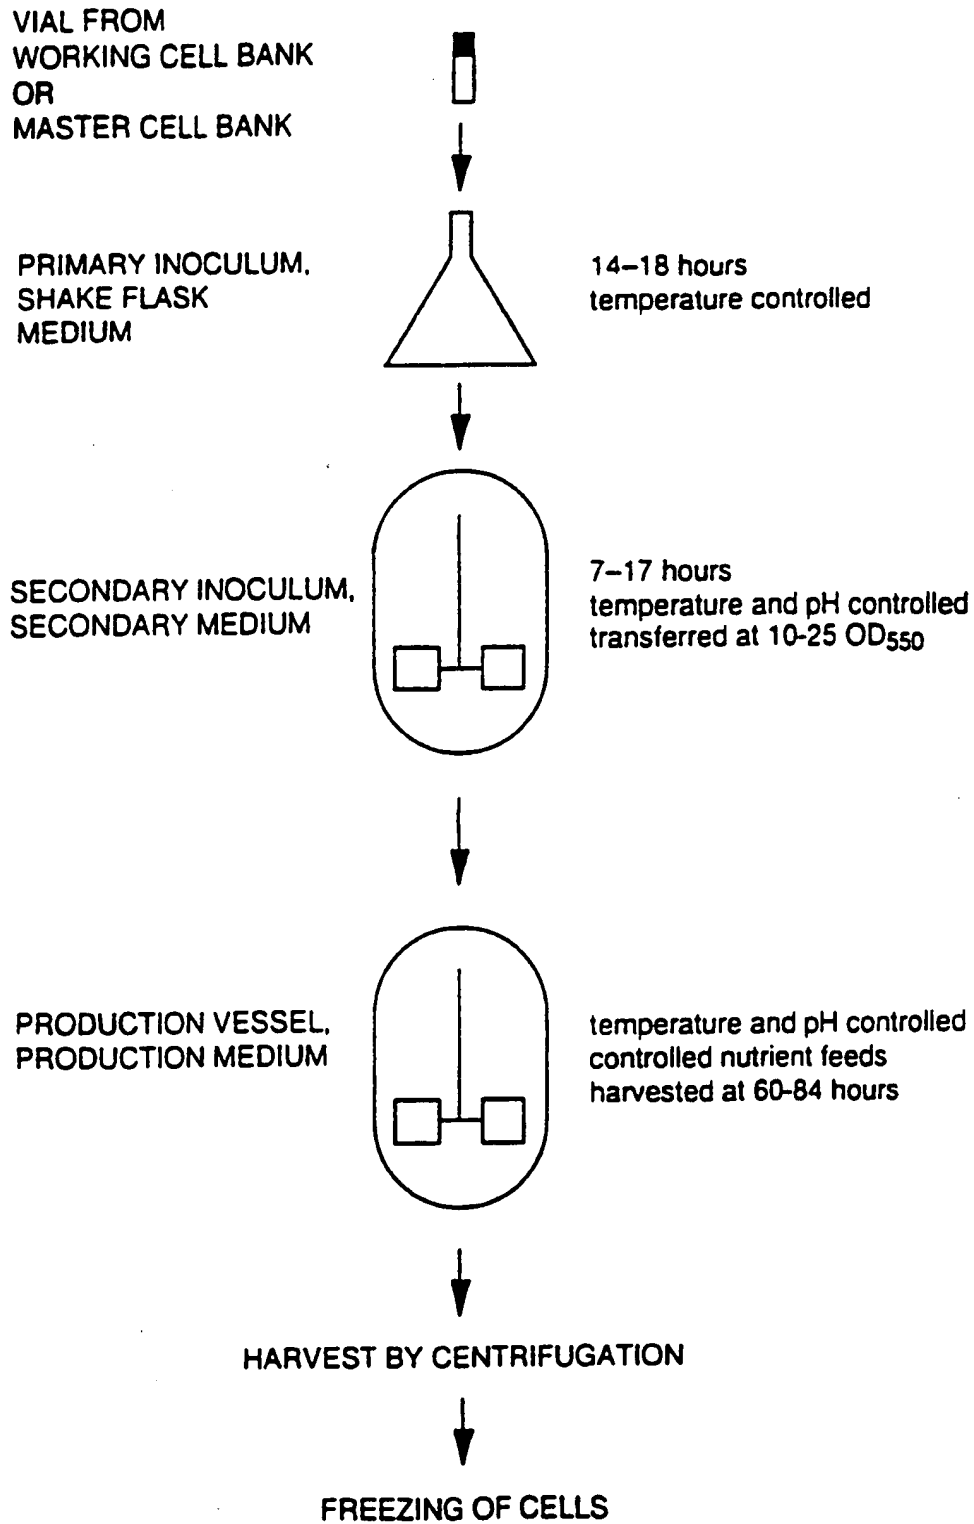 VIAL FROM
WORKING CELL BANK
OR
MASTER CELL BANK
PRIMARY INOCULUM,
SHAKE FLASK
MEDIUM
14–18 hours
temperature controlled
SECONDARY INOCULUM,
SECONDARY MEDIUM
7–17 hours
temperature and pH controlled
transferred at 10-25 OD550
PRODUCTION VESSEL,
PRODUCTION MEDIUM
temperature and pH controlled
controlled nutrient feeds
harvested at 60-84 hours
HARVEST BY CENTRIFUGATION
FREEZING OF CELLS